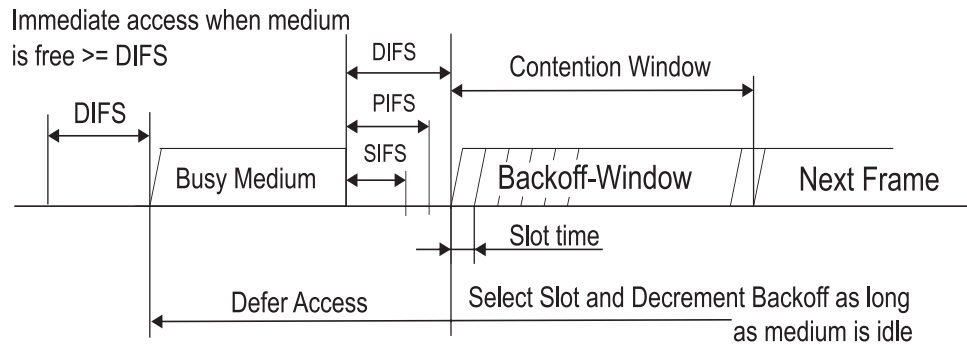 Immediate access when medium
is free >= DIFS
DIFS
DIFS
Contention Window
PIFS
SIFS
Busy Medium
Backoff-Window
Next Frame
Slot time
Defer Access
Select Slot and Decrement Backoff as long
as medium is idle